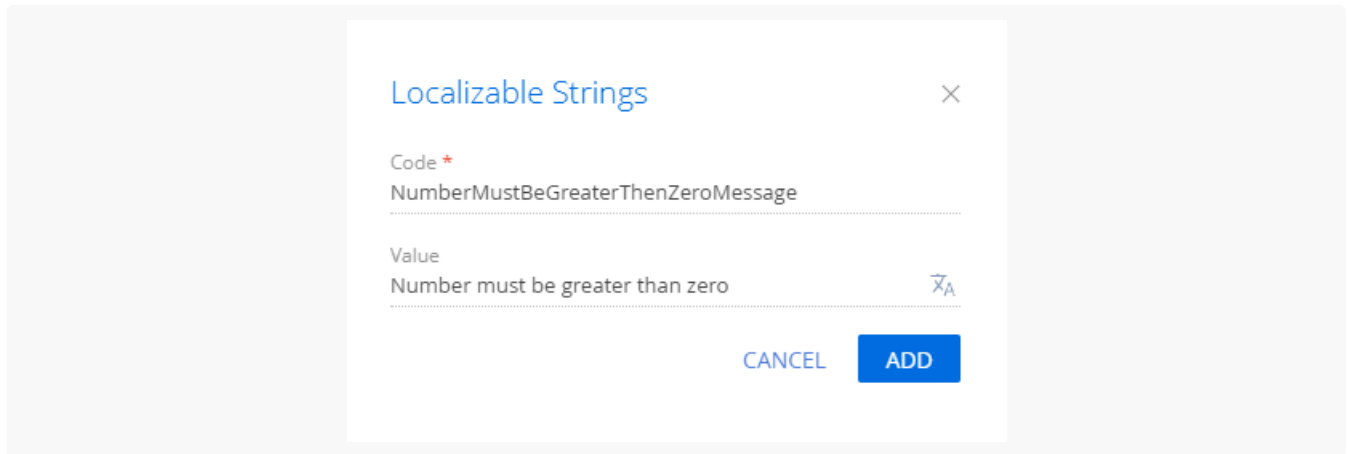 Localizable Strings
Code *
NumberMustBeGreaterThenZeroMessage
Value
Number must be greater than zero
CANCEL ADD